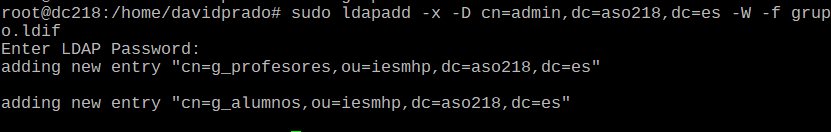 root@dc218:/home/davidprado# sudo ldapadd -x -D cn=admin,dc=aso218,dc=es -W -f grup
o.ldif
Enter LDAP Password:
adding new entry "cn=g_profesores,ou=iesmhp,dc=aso218,dc=es"
adding new entry "cn=g_alumnos,ou=iesmhp,dc=aso218,dc=es"